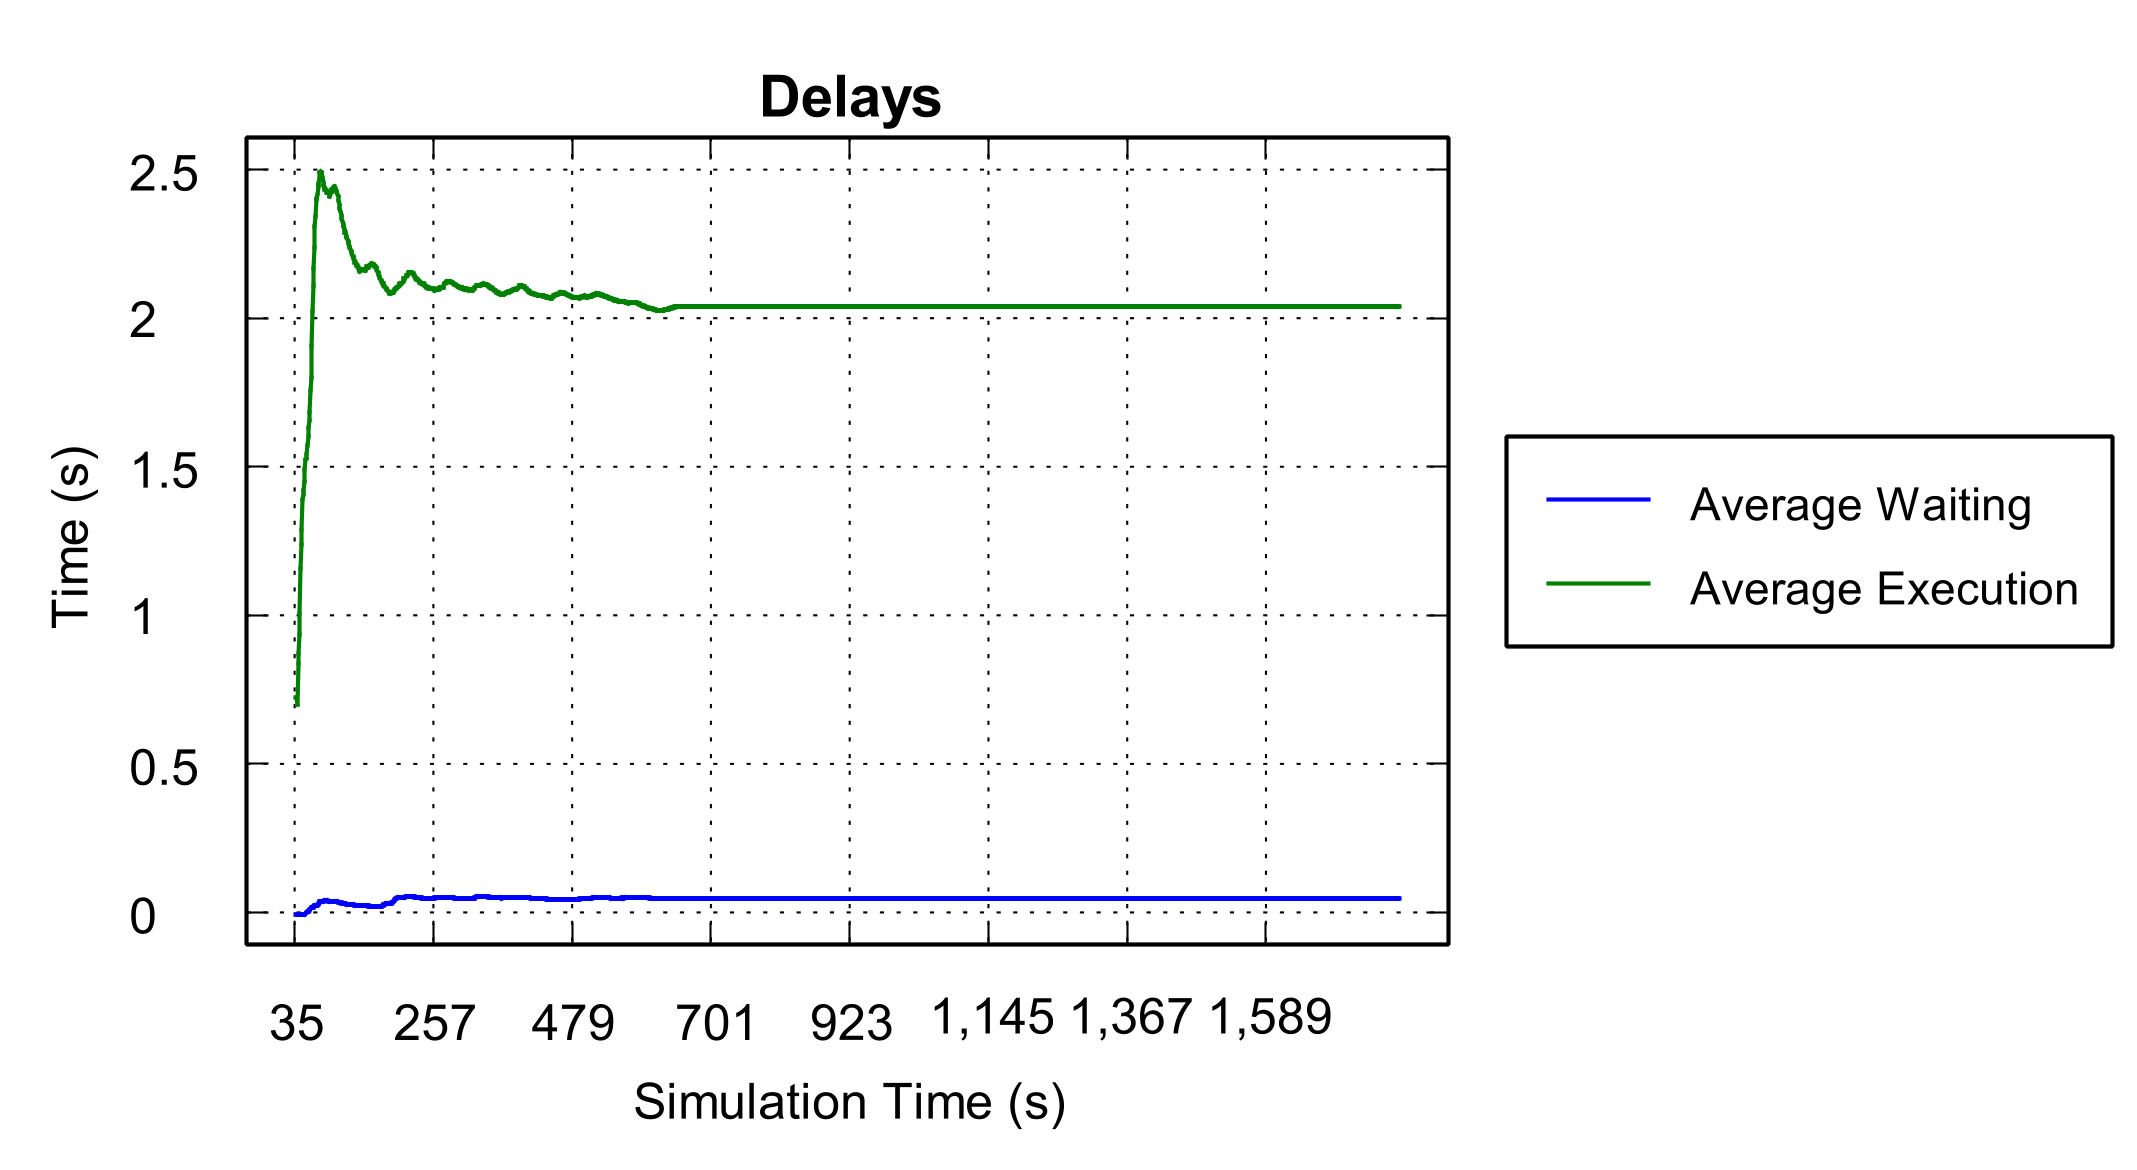 Delays
2.5
2
1.5
1
0.5
0
Time (s)
35 257 479 701 923 1,145 1,367 1,589
Simulation Time (s)
Average Waiting
Average Execution